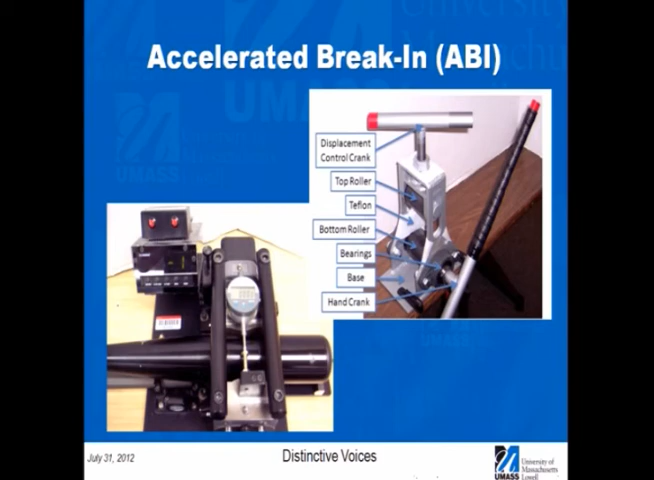 Accelerated Break-In (ABI)
Displacement
Control Crank
Top Roller
Teflon
Bottom Roller
Bearings
Base
Hand Crank
July 31, 2012
Distinctive Voices
UMASS
University of
Massachusetts
Lowell